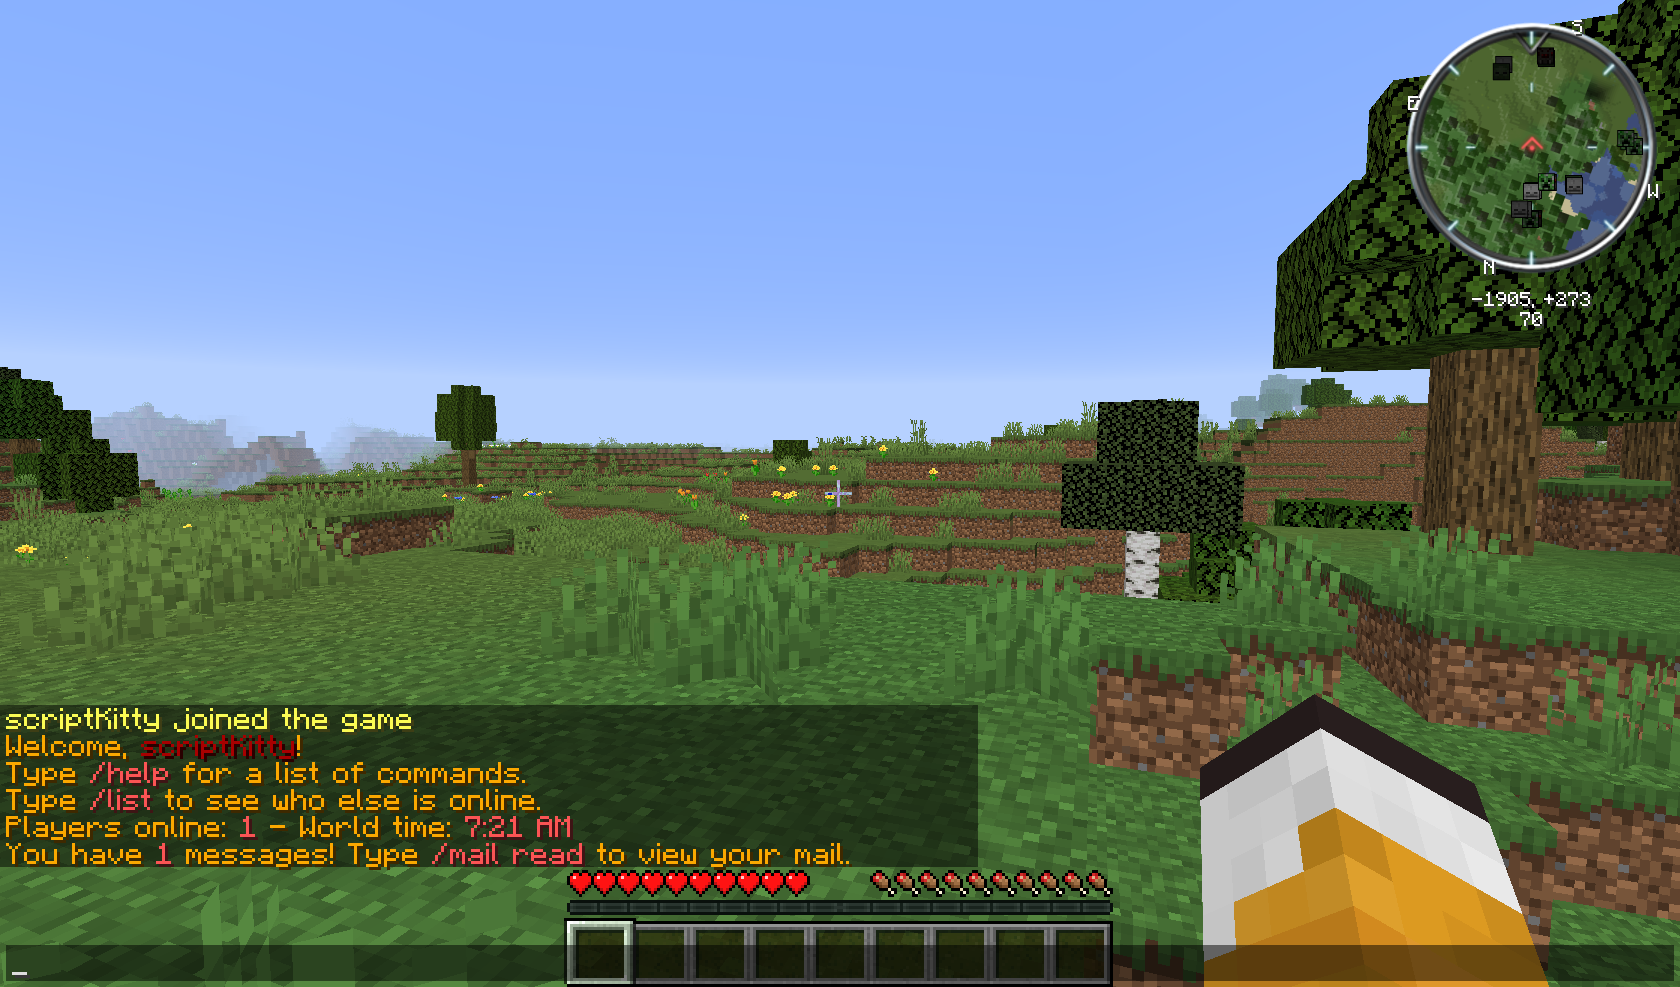 S
E
W
N
-1905, +273
70
scriptKitty joined the game
Welcome, scriptKitty!
Type /help for a list of commands.
Type /list to see who else is online.
Players online: 1 - World time: 7:21 AM
You have 1 messages! Type /mail read to view your mail.
_